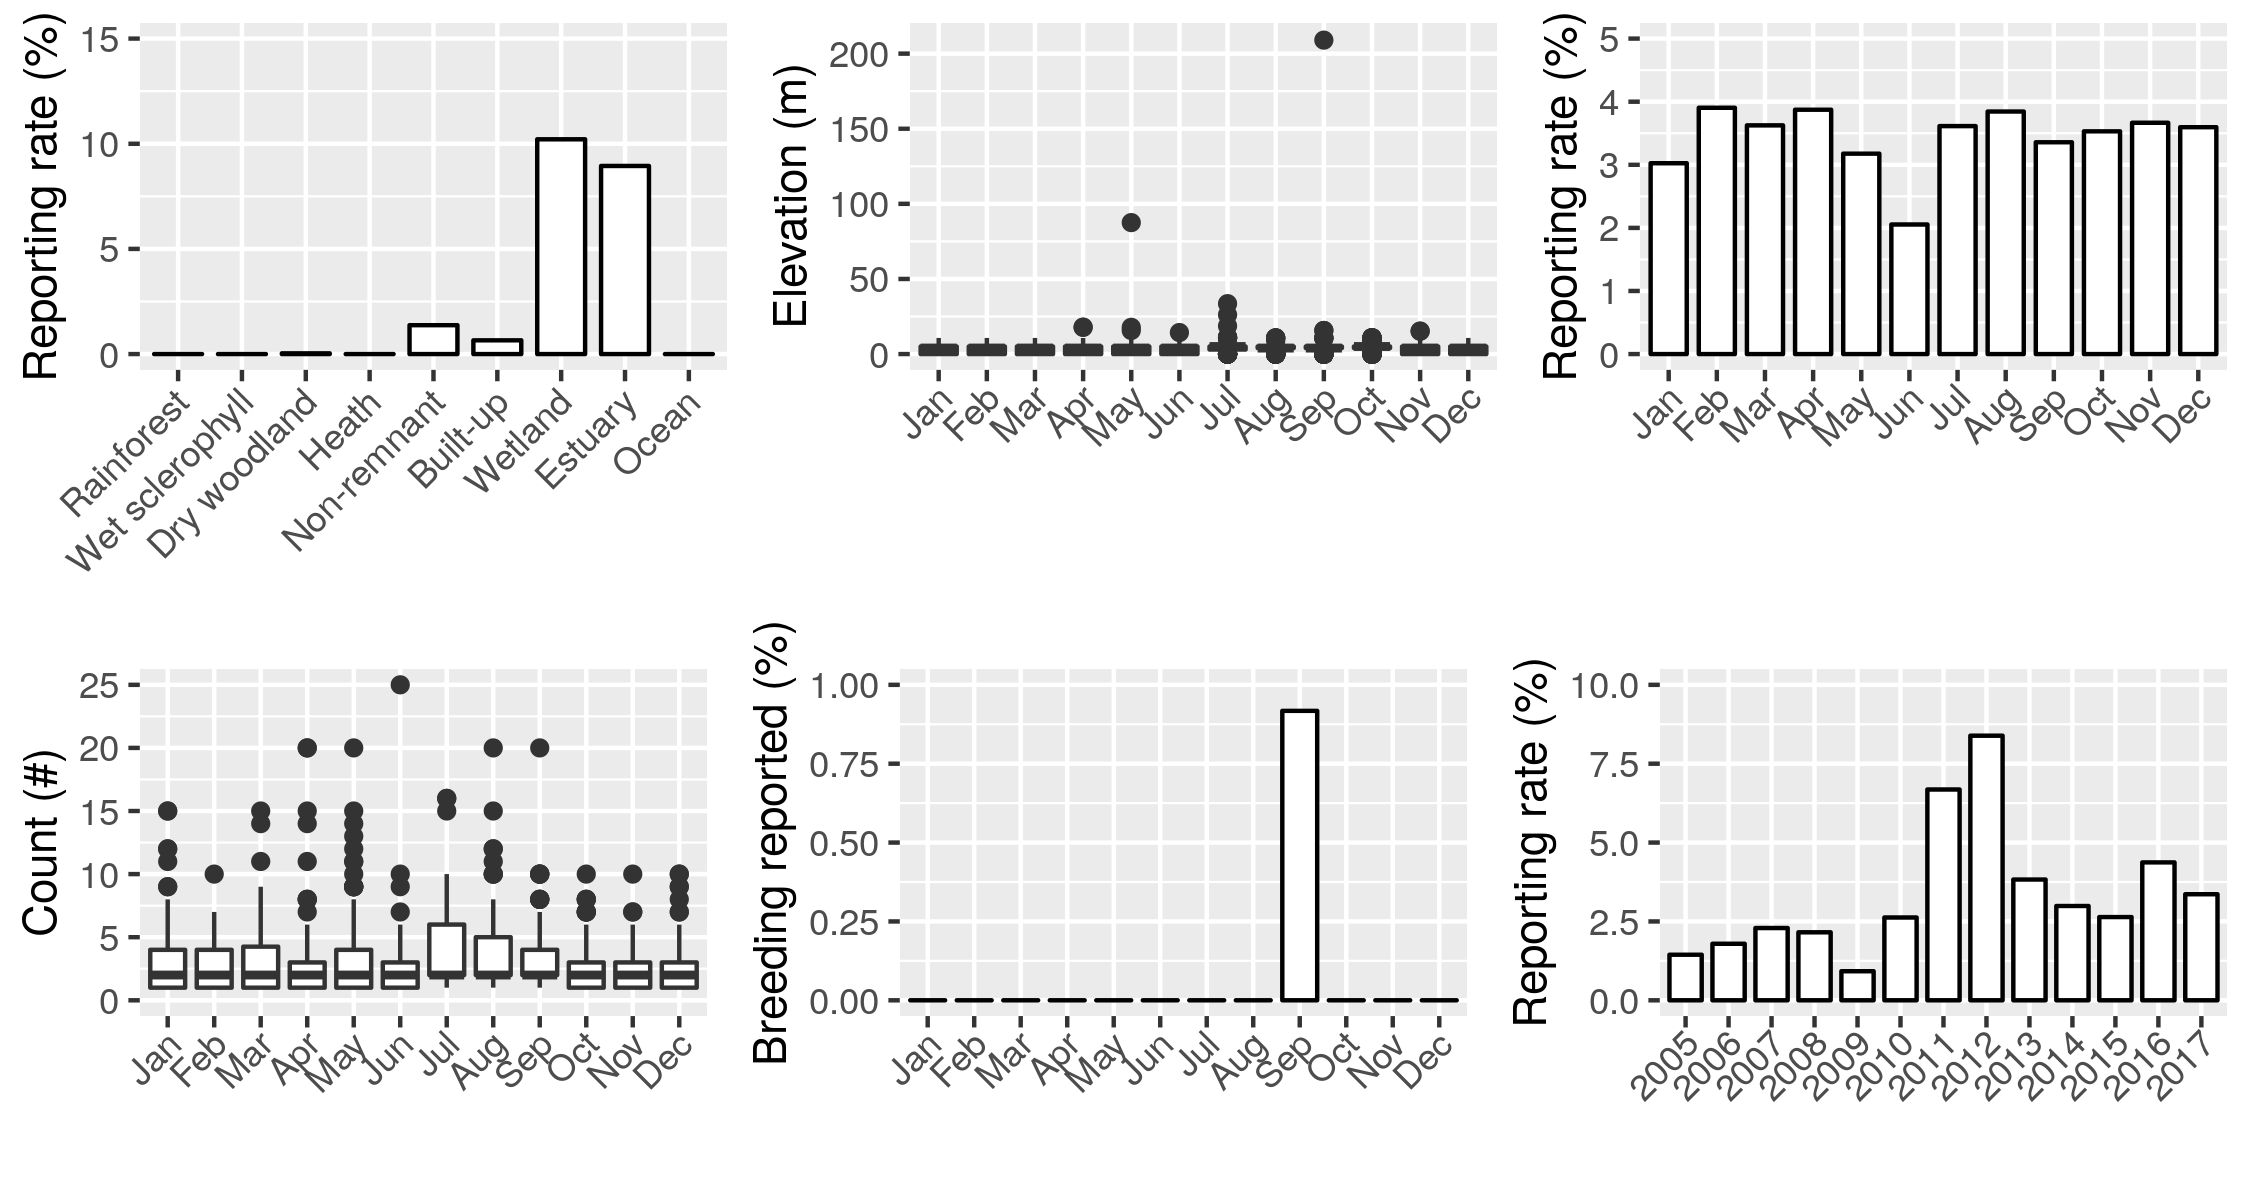 Reporting rate (%)
15
10
5
0
Rainforest
Wet sclerophyll
Dry woodland
Heath
Non-remnant
Built-up
Wetland
Estuary
Ocean
Elevation (m)
200
150
100
50
0
Jan
Feb
Mar
Apr
May
Jun
Jul
Aug
Sep
Oct
Nov
Dec
Reporting rate (%)
5
4
3
2
1
0
Jan
Feb
Mar
Apr
May
Jun
Jul
Aug
Sep
Oct
Nov
Dec
Count (#)
25
20
15
10
5
0
Jan
Feb
Mar
Apr
May
Jun
Jul
Aug
Sep
Oct
Nov
Dec
Breeding reported (%)
1.00
0.75
0.50
0.25
0.00
Jan
Feb
Mar
Apr
May
Jun
Jul
Aug
Sep
Oct
Nov
Dec
Reporting rate (%)
10.0
7.5
5.0
2.5
0.0
2005
2006
2007
2008
2009
2010
2011
2012
2013
2014
2015
2016
2017